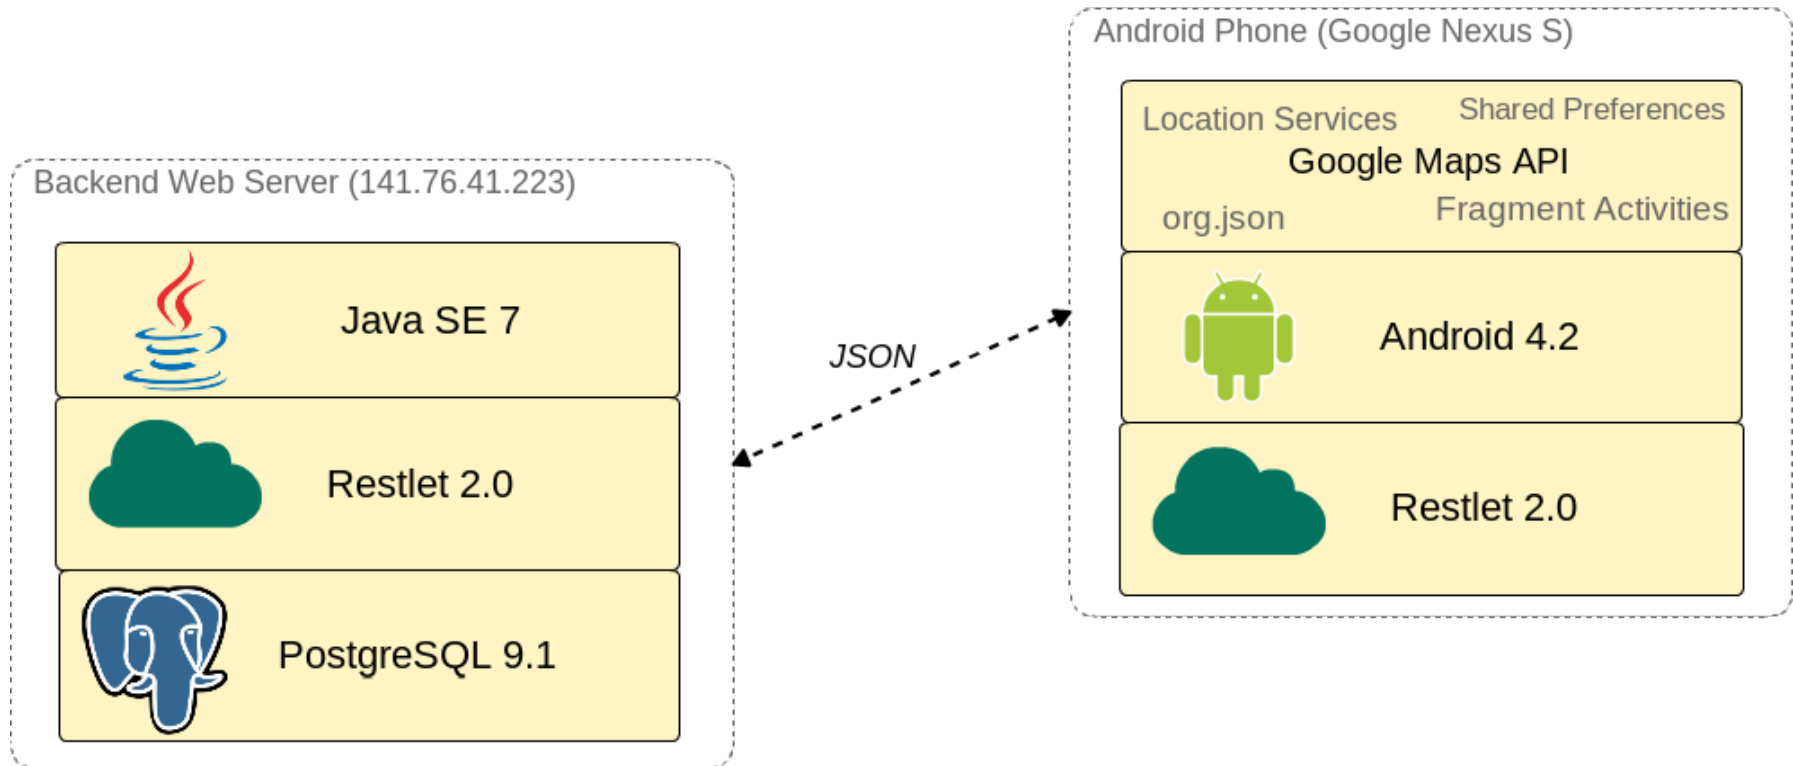 Android Phone (Google Nexus S)
Location Services
Shared Preferences
Google Maps API
org.json
Fragment Activities
Android 4.2
Restlet 2.0
Backend Web Server (141.76.41.223)
Java SE 7
Restlet 2.0
PostgreSQL 9.1
JSON